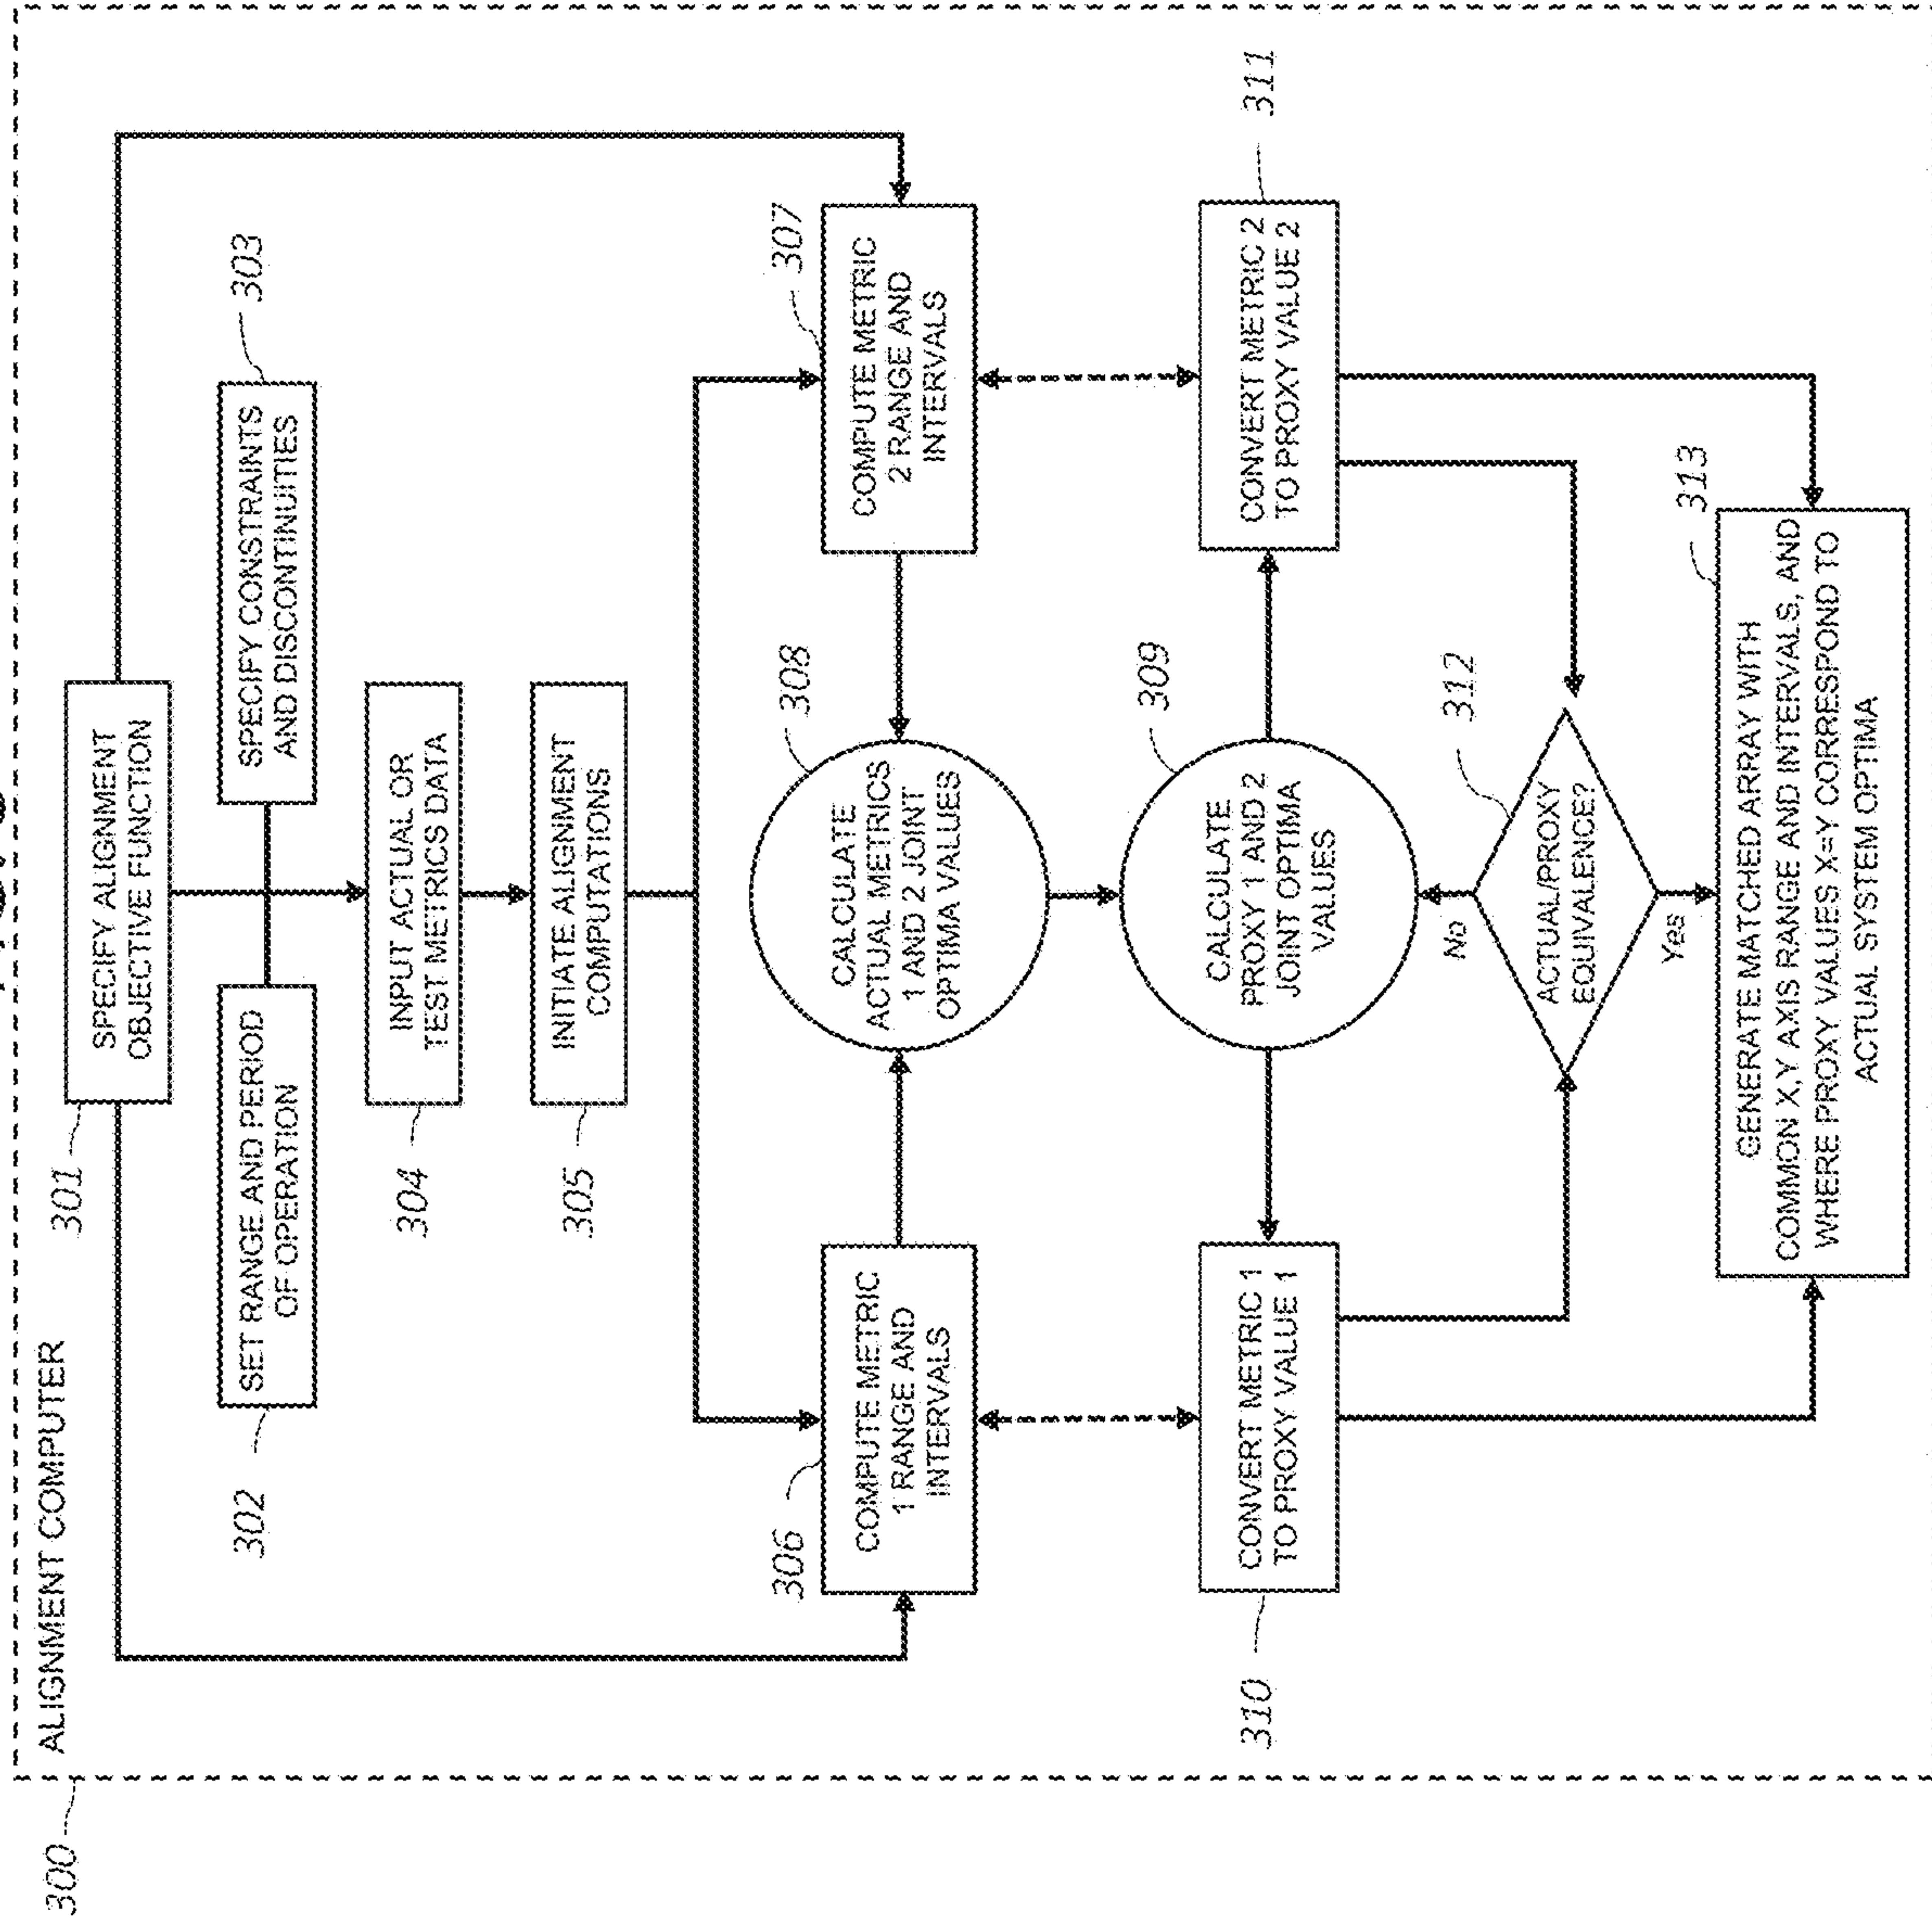 300
ALIGNMENT COMPUTER
301
SPECIFY ALIGNMENT
OBJECTIVE FUNCTION
302
SET RANGE AND PERIOD
OF OPERATION
303
SPECIFY CONSTRAINTS
AND DISCONTINUITIES
304
INPUT ACTUAL OR
TEST METRICS DATA
305
INITIATE ALIGNMENT
COMPUTATIONS
306
COMPUTE METRIC
1 RANGE AND
INTERVALS
308
CALCULATE
ACTUAL METRICS
1 AND 2 JOINT
OPTIMA VALUES
307
COMPUTE METRIC
2 RANGE AND
INTERVALS
310
CONVERT METRIC 1
TO PROXY VALUE 1
309
CALCULATE
PROXY 1 AND 2
JOINT OPTIMA
VALUES
311
CONVERT METRIC 2
TO PROXY VALUE 2
No
312
ACTUAL/PROXY
EQUIVALENCE?
Yes
313
GENERATE MATCHED ARRAY WITH
COMMON X,Y AXIS RANGE AND INTERVALS, AND
WHERE PROXY VALUES X=Y CORRESPOND TO
ACTUAL SYSTEM OPTIMA